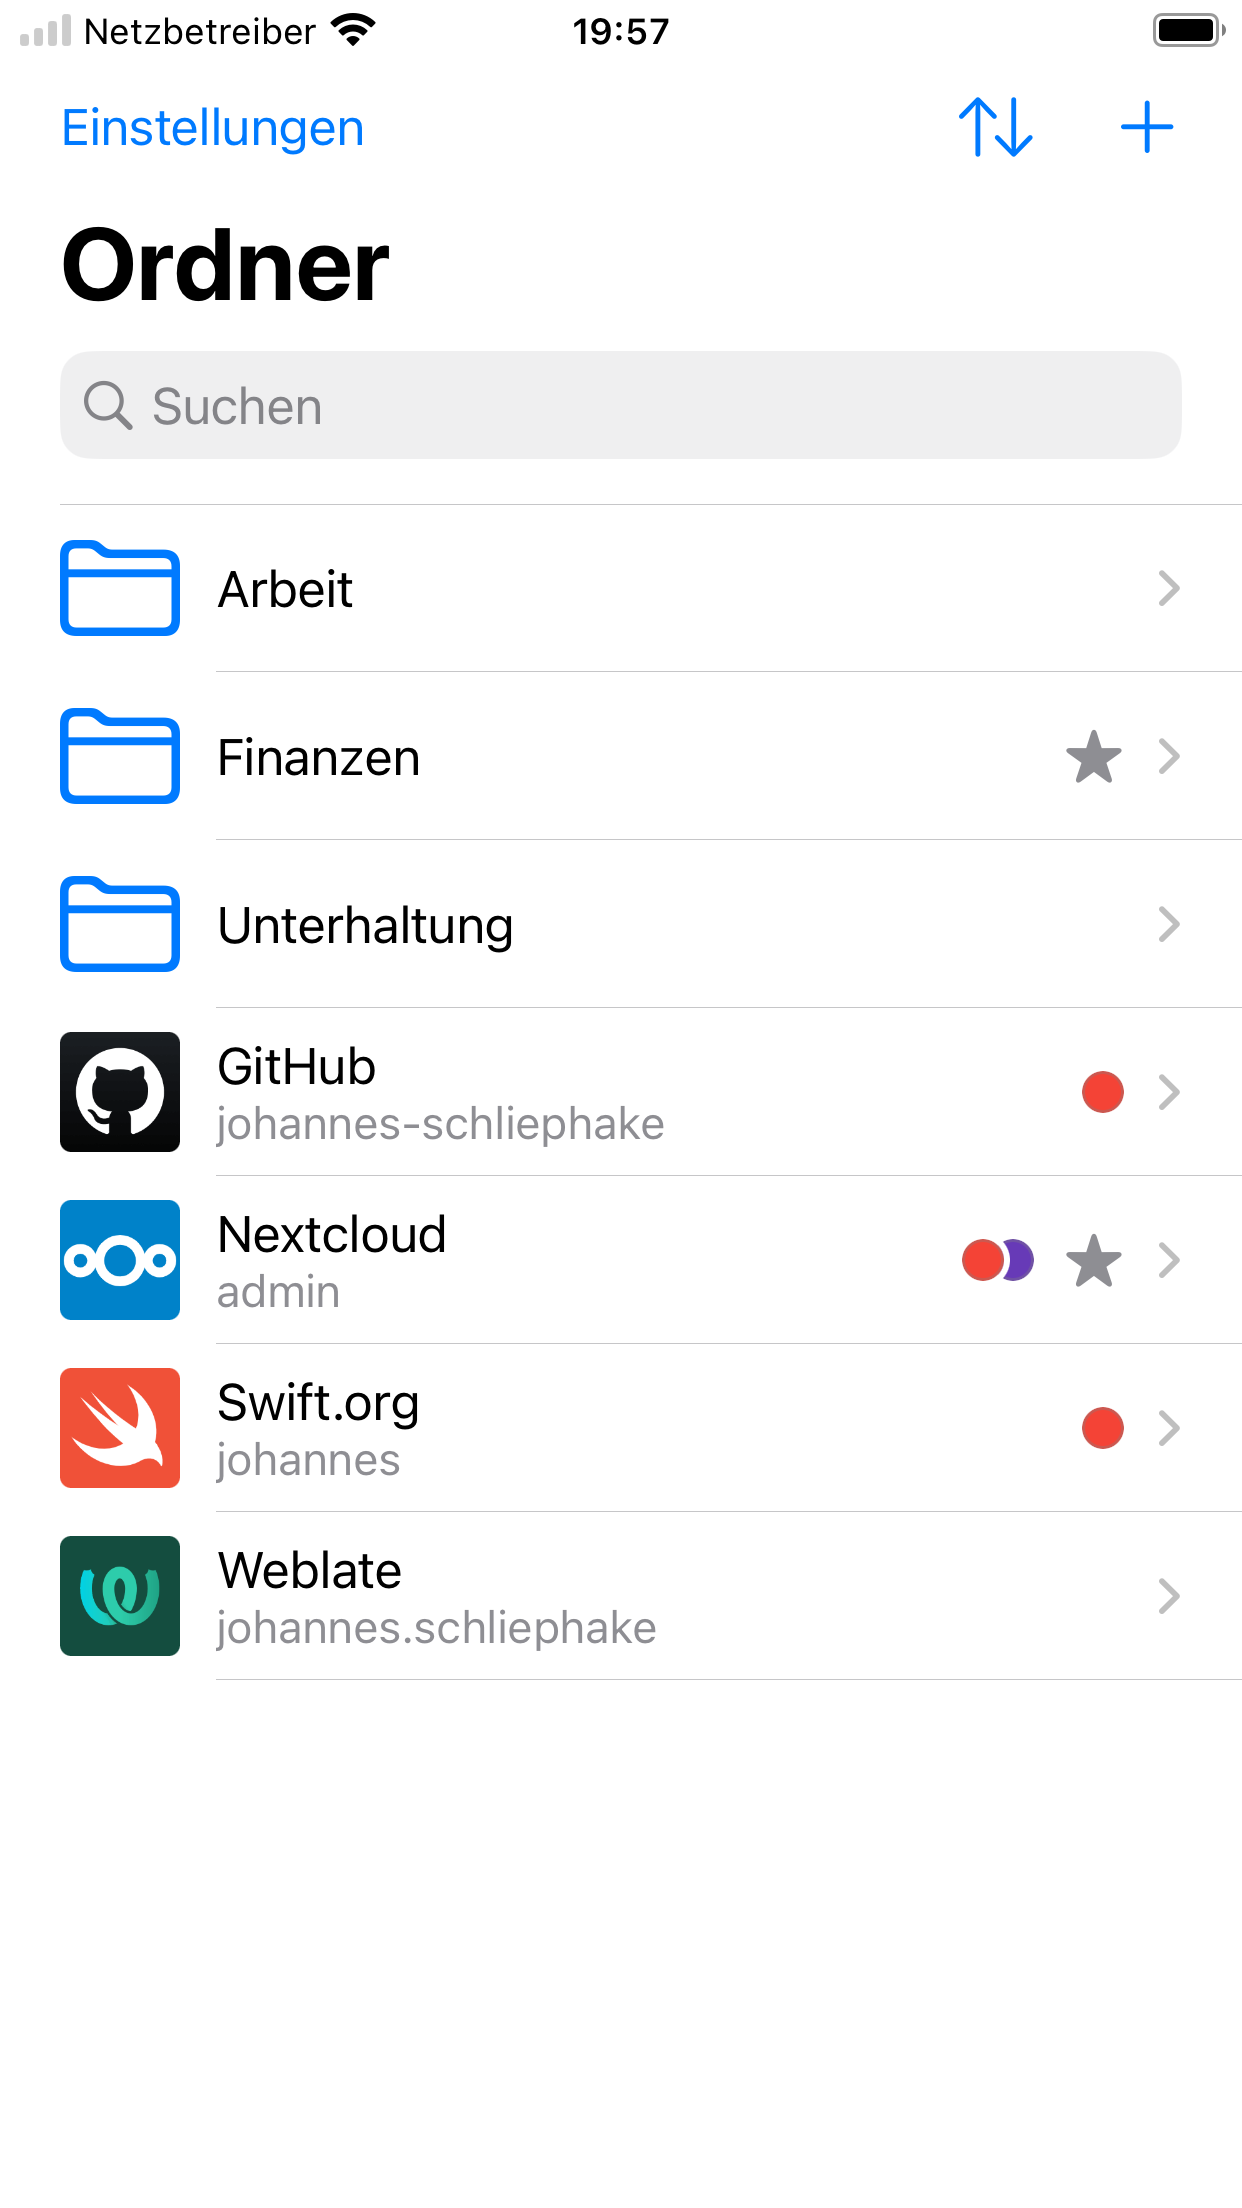 Netzbetreiber 19:57
Einstellungen
Ordner
Suchen
Arbeit
Finanzen
Unterhaltung
GitHub
johannes-schliephake
Nextcloud
admin
Swift.org
johannes
Weblate
johannes.schliephake